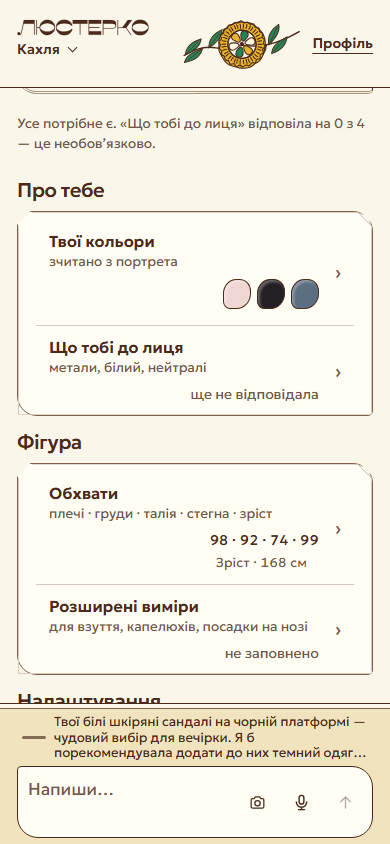 ЛЮСТЕРКО
Кахля
Профіль
Усе потрібне є. «Що тобі до лиця» відповіла на 0 з 4
— це необов’язково.
Про тебе
Твої кольори
зчитано з портрета
›
Що тобі до лиця
метали, білий, нейтралі
›
ще не відповідала
Фігура
Обхвати
плечі · груди · талія · стегна · зріст
›
98 · 92 · 74 · 99
Зріст · 168 см
Розширені виміри
для взуття, капелюхів, посадки на нозі
›
не заповнено
Налаштування
Твої білі шкіряні сандалі на чорній платформі —
чудовий вибір для вечірки. Я б
порекомендувала додати до них темний одяг…
Напиши…